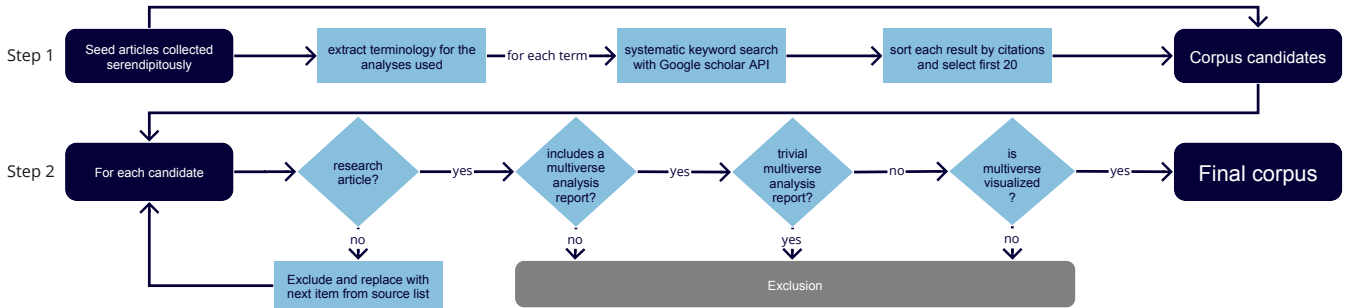 Step 1
Seed articles collected
serendipitously
extract terminology for the
analyses used
for each term
systematic keyword search
with Google scholar API
sort each result by citations
and select first 20
Corpus candidates
Step 2
For each candidate
research
article?
yes
includes a
multiverse
analysis
report?
yes
trivial
multiverse
analysis
report?
no
is
multiverse
visualized
?
yes
Final corpus
no
no
yes
no
Exclude and replace with
next item from source list
Exclusion